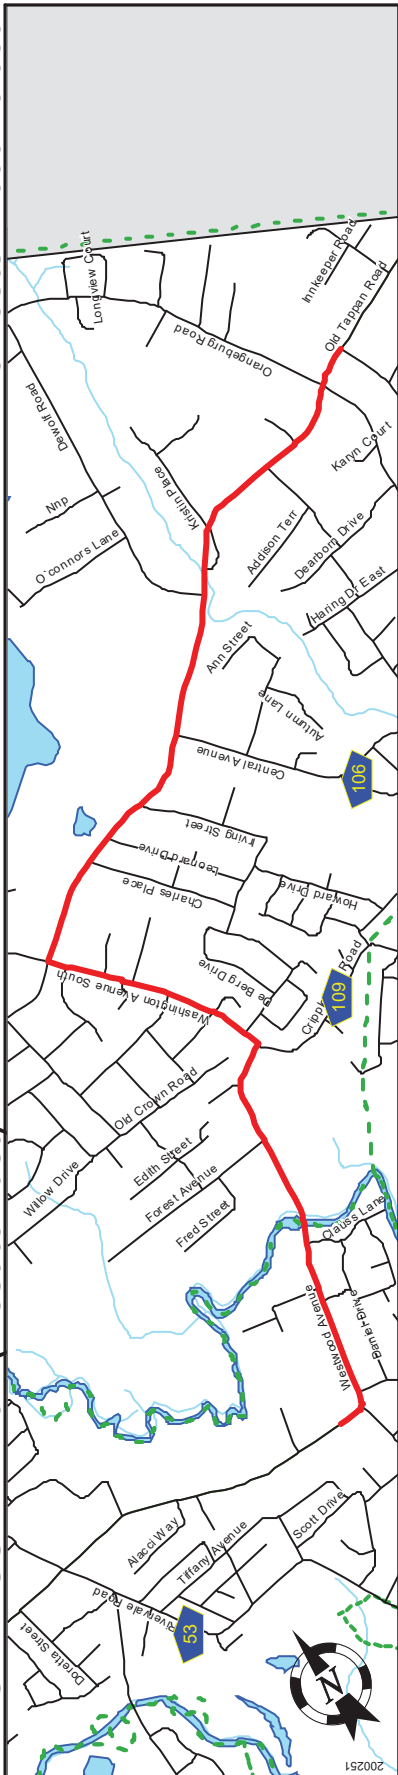 Longview Court
Innkeeper Road
Old Tappan Road
Orangeburg Road
Dewolf Road
Karyn Court
Kristin Place
Nnp
Addison Terr
Dearborn Drive
O'connors Lane
Haring Dr East
Ann Street
Autumn Lane
Central Avenue
106
Irving Street
Leonard Drive
Charles Place
Howard Drive
De Berg Drive
Road
109
Washington Avenue South
Old Crown Road
Edith Street
Willow Drive
Forest Avenue
Fred Street
Clauss Lane
Westwood Avenue
Daniel Drive
Scott Drive
Alacci Way
Tiffany Avenue
Rivervale Road
53
Doretta Street
N
200251